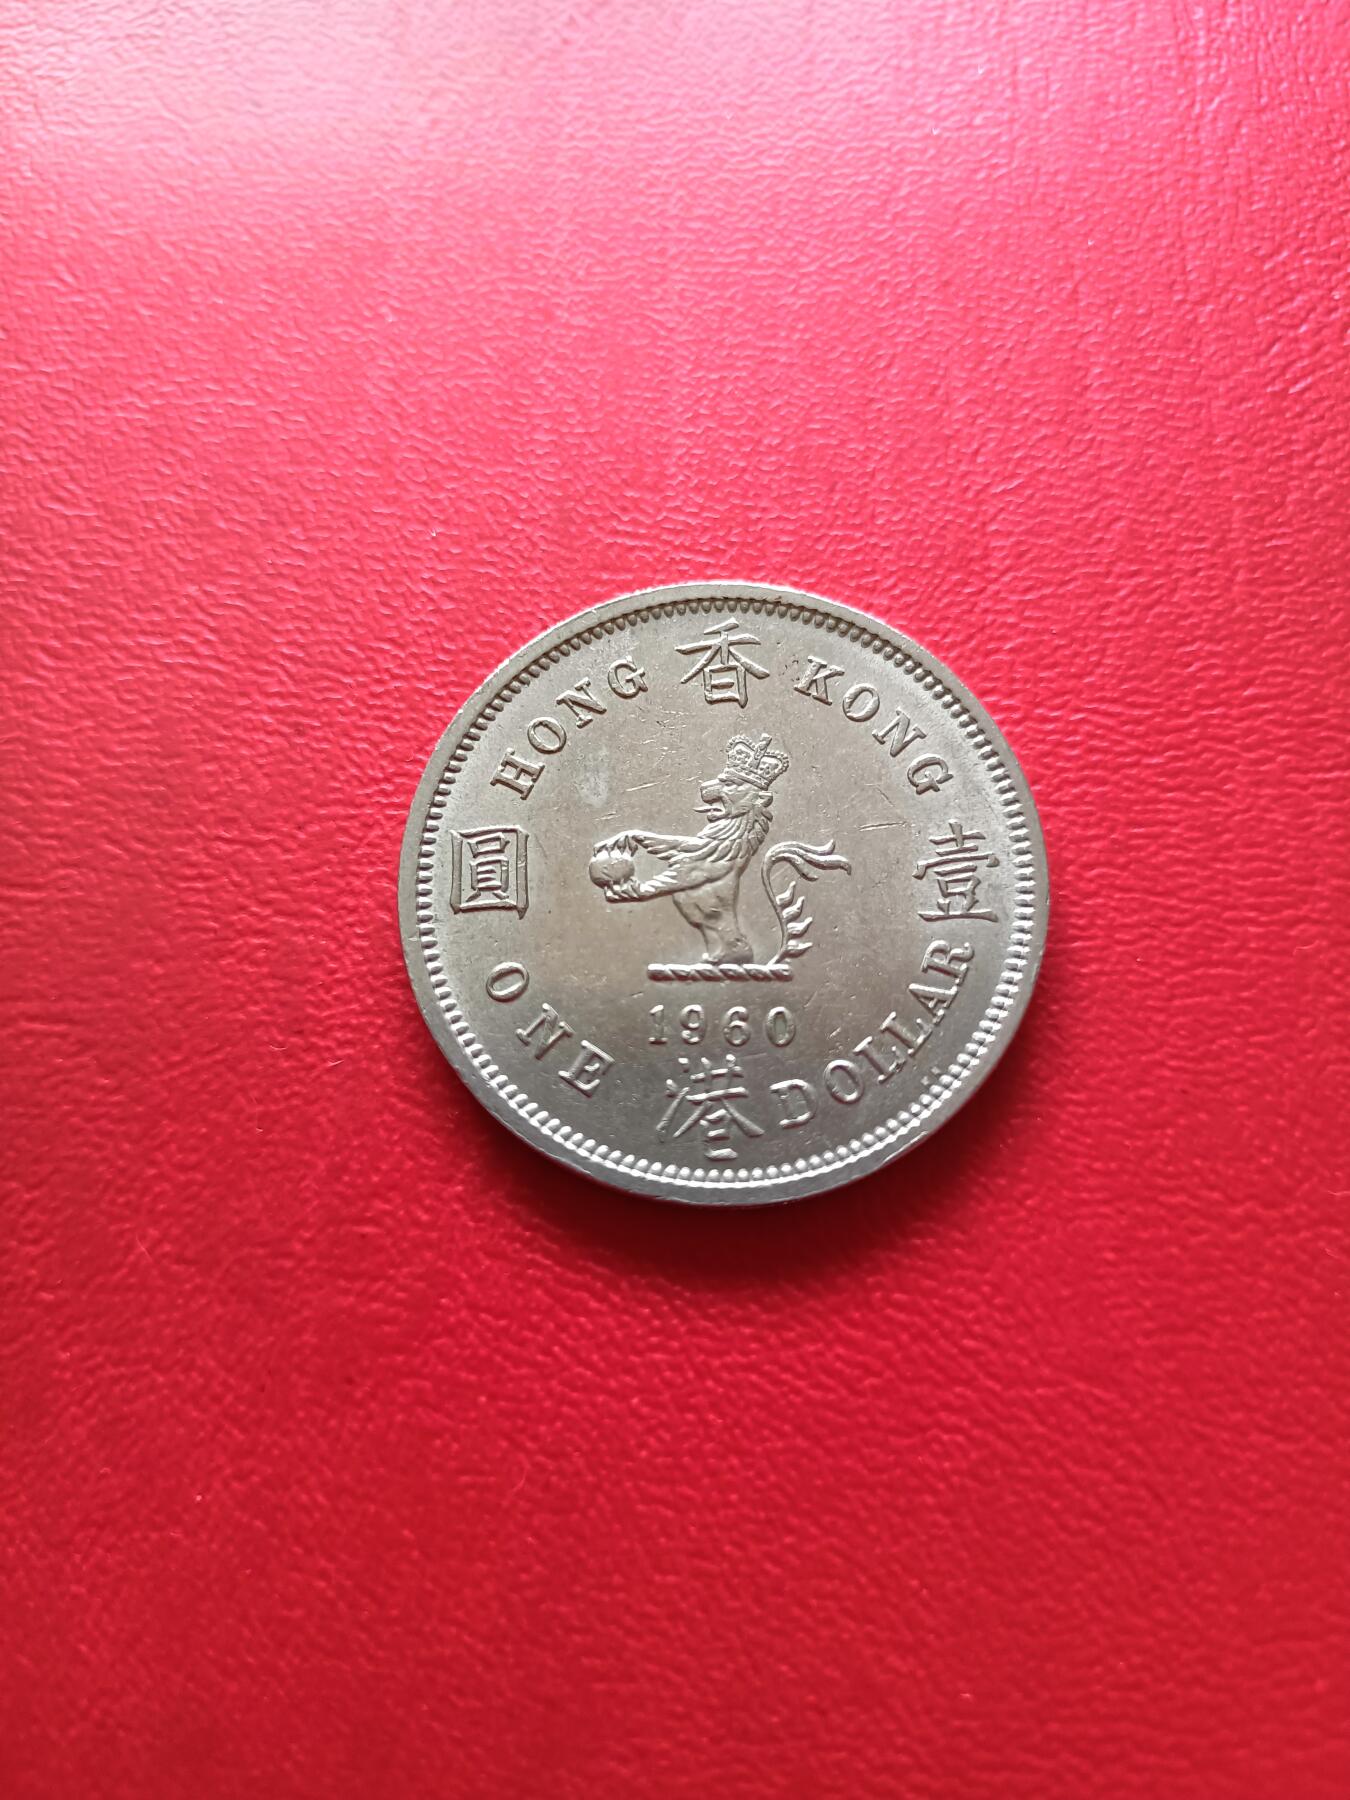 HONG 香 KONG
圓 壹
1960
ONE 港 DOLLAR